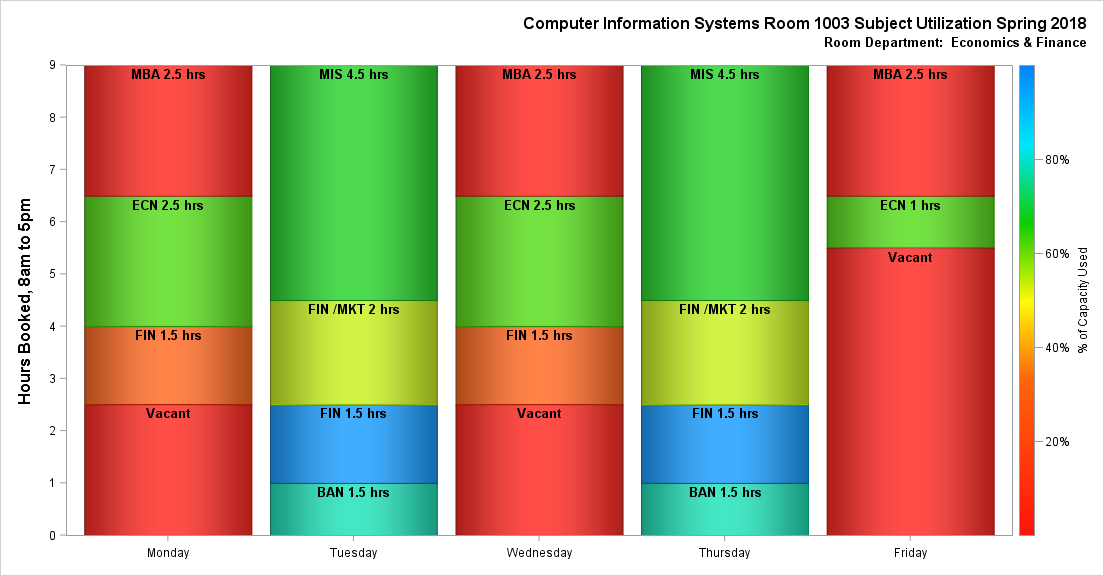 Computer Information Systems Room 1003 Subject Utilization Spring 2018
Room Department: Economics & Finance
Hours Booked, 8am to 5pm
9
8
7
6
5
4
3
2
1
0
MBA 2.5 hrs
ECN 2.5 hrs
FIN 1.5 hrs
Vacant
Monday
MIS 4.5 hrs
FIN /MKT 2 hrs
FIN 1.5 hrs
BAN 1.5 hrs
Tuesday
MBA 2.5 hrs
ECN 2.5 hrs
FIN 1.5 hrs
Vacant
Wednesday
MIS 4.5 hrs
FIN /MKT 2 hrs
FIN 1.5 hrs
BAN 1.5 hrs
Thursday
MBA 2.5 hrs
ECN 1 hrs
Vacant
Friday
80%
60%
40%
20%
% of Capacity Used